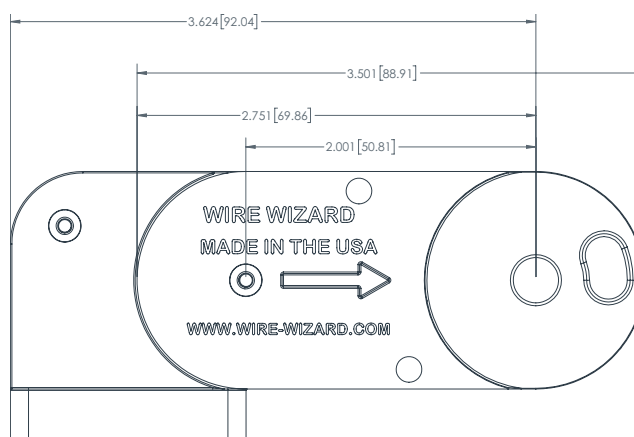 3.624[92.04]
3.501[88.91]
2.751[69.86]
2.001[50.81]
WIRE WIZARD
MADE IN THE USA
WWW.WIRE-WIZARD.COM